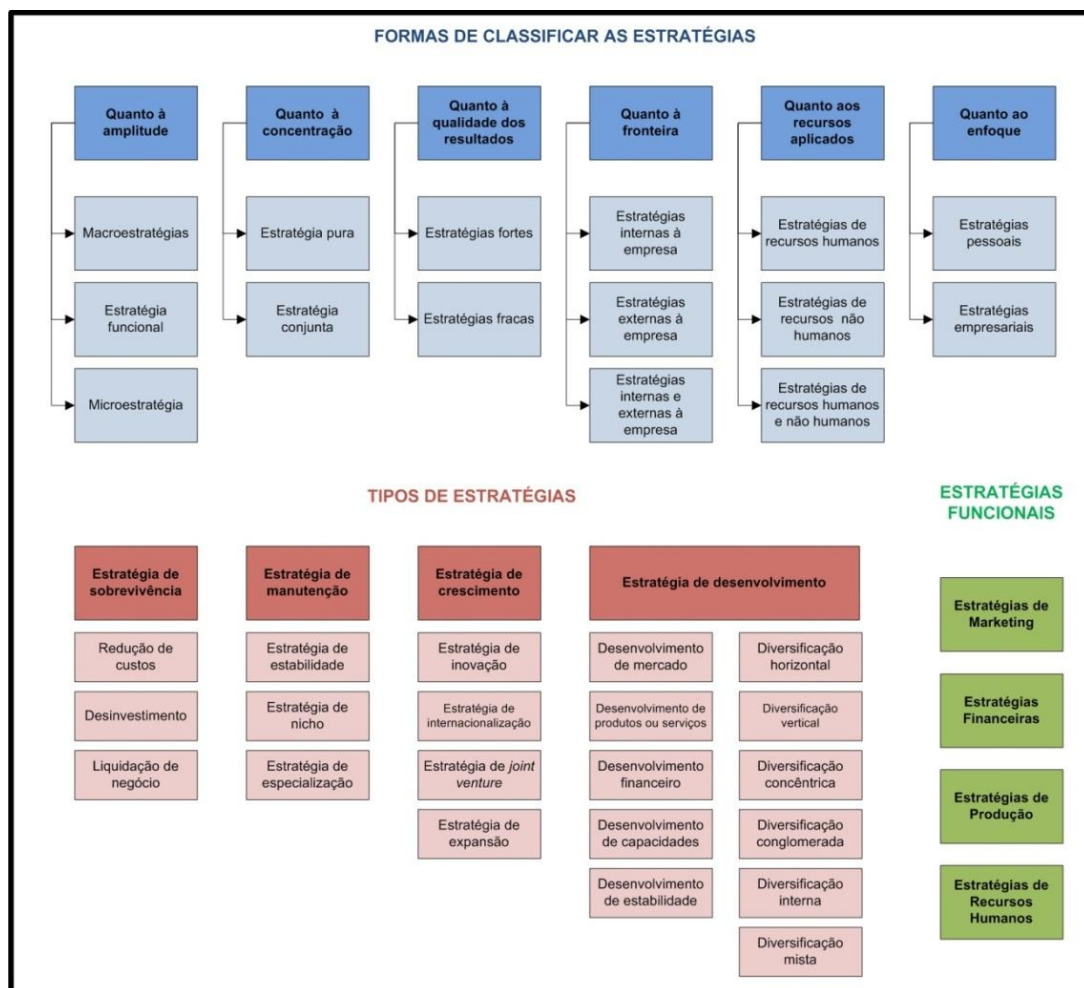 FORMAS DE CLASSIFICAR AS ESTRATÉGIAS
Quanto à
amplitude
Macroestratégias
Estratégia
funcional
Microestratégia
Quanto à
concentração
Estratégia pura
Estratégia
conjunta
Quanto à
qualidade dos
resultados
Estratégias fortes
Estratégias fracas
Quanto à
fronteira
Estratégias
internas à
empresa
Estratégias
externas à
empresa
Estratégias
internas e
externas à
empresa
Quanto aos
recursos
aplicados
Estratégias de
recursos humanos
Estratégias de
recursos não
humanos
Estratégias de
recursos humanos
e não humanos
Quanto ao
enfoque
Estratégias
pessoais
Estratégias
empresariais
TIPOS DE ESTRATÉGIAS
Estratégia de
sobrevivência
Redução de
custos
Desinvestimento
Liquidação de
negócio
Estratégia de
manutenção
Estratégia de
estabilidade
Estratégia de
nicho
Estratégia de
especialização
Estratégia de
crescimento
Estratégia de
inovação
Estratégia de
internacionalização
Estratégia de joint
venture
Estratégia de
expansão
Estratégia de desenvolvimento
Desenvolvimento
de mercado
Desenvolvimento de
produtos ou serviços
Desenvolvimento
financeiro
Desenvolvimento
de capacidades
Desenvolvimento
de estabilidade
Diversificação
horizontal
Diversificação
vertical
Diversificação
concêntrica
Diversificação
conglomerada
Diversificação
interna
Diversificação
mista
ESTRATÉGIAS
FUNCIONAIS
Estratégias de
Marketing
Estratégias
Financeiras
Estratégias de
Produção
Estratégias de
Recursos
Humanos